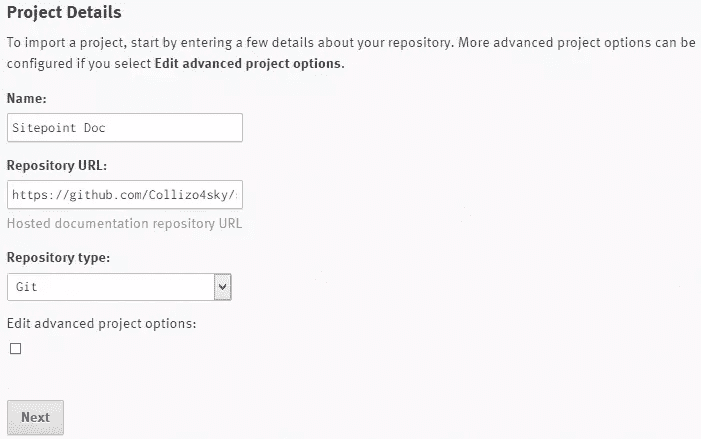 Project Details
To import a project, start by entering a few details about your repository. More advanced project options can be
configured if you select Edit advanced project options.
Name:
Sitepoint Doc
Repository URL:
https://github.com/Collizo4sky/
Hosted documentation repository URL
Repository type:
Git
Edit advanced project options:
Next